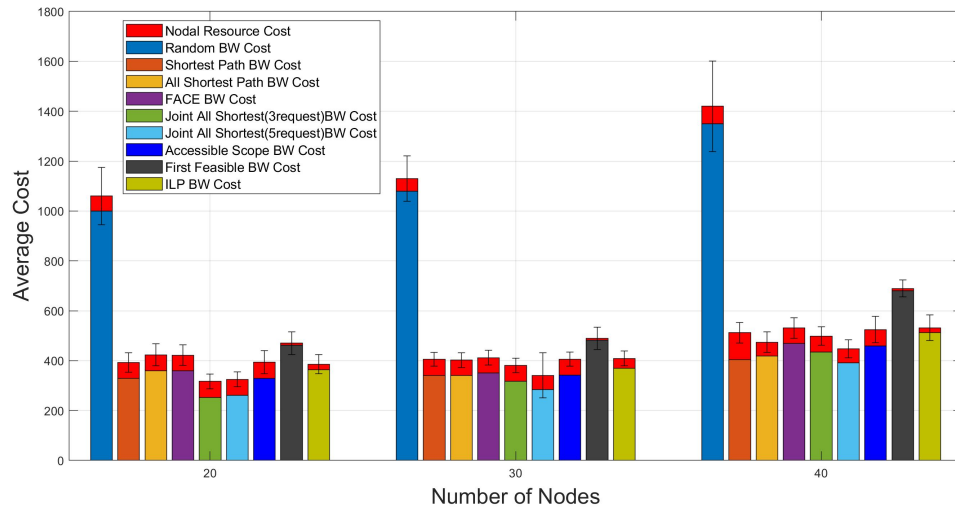 1800
1600
1400
1200
1000
800
600
400
200
0
Average Cost
Nodal Resource Cost
Random BW Cost
Shortest Path BW Cost
All Shortest Path BW Cost
FACE BW Cost
Joint All Shortest(3request)BW Cost
Joint All Shortest(5request)BW Cost
Accessible Scope BW Cost
First Feasible BW Cost
ILP BW Cost
20
30
40
Number of Nodes